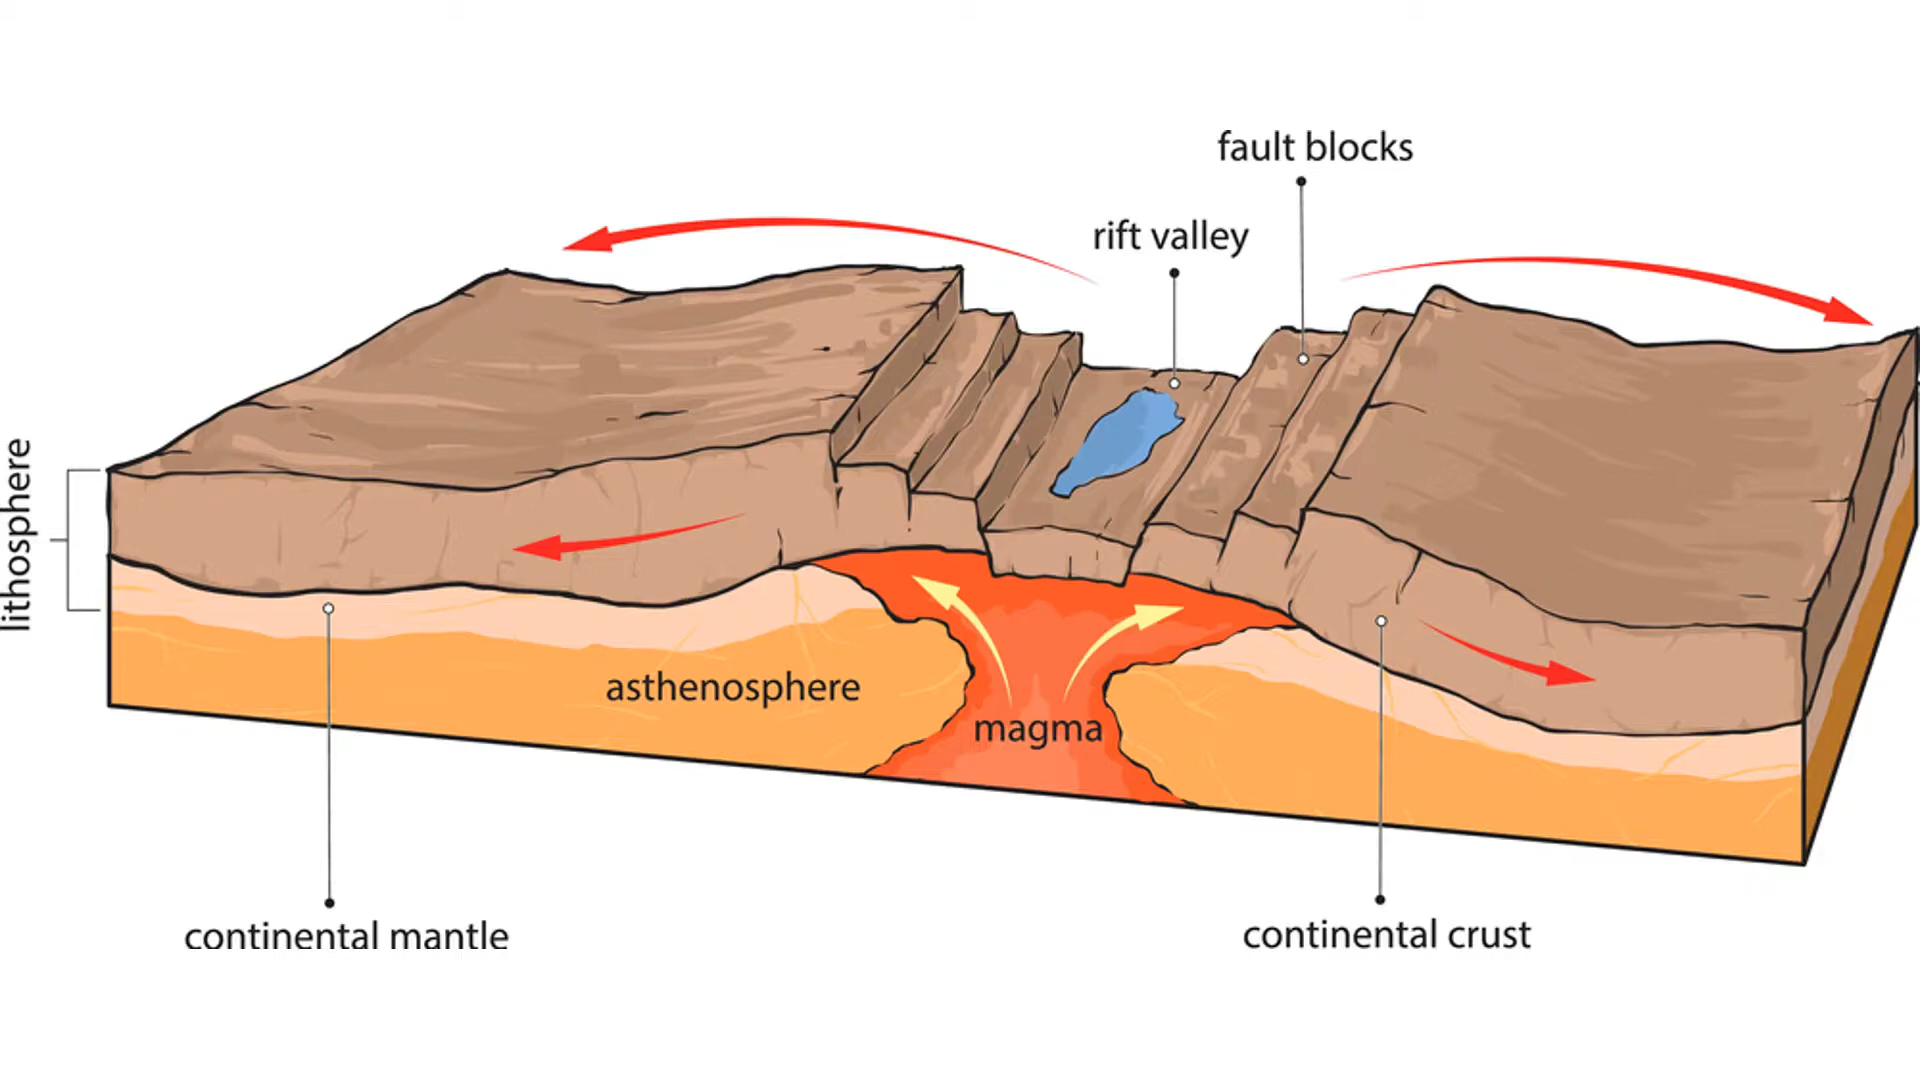 fault blocks
rift valley
lithosphere
asthenosphere
magma
continental mantle
continental crust